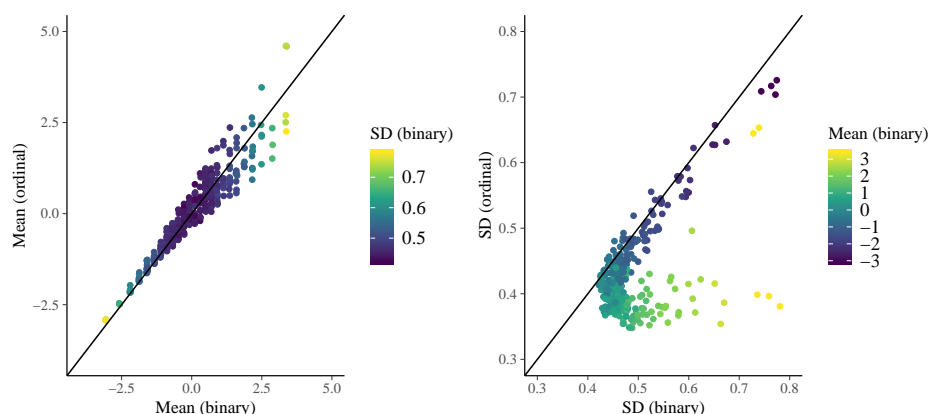 5.0
2.5
0.0
−2.5
Mean (ordinal)
−2.5 0.0 2.5 5.0
Mean (binary)
SD (binary)
0.7
0.6
0.5
0.8
0.7
0.6
0.5
0.4
0.3
SD (ordinal)
0.3 0.4 0.5 0.6 0.7 0.8
SD (binary)
Mean (binary)
3
2
1
0
−1
−2
−3